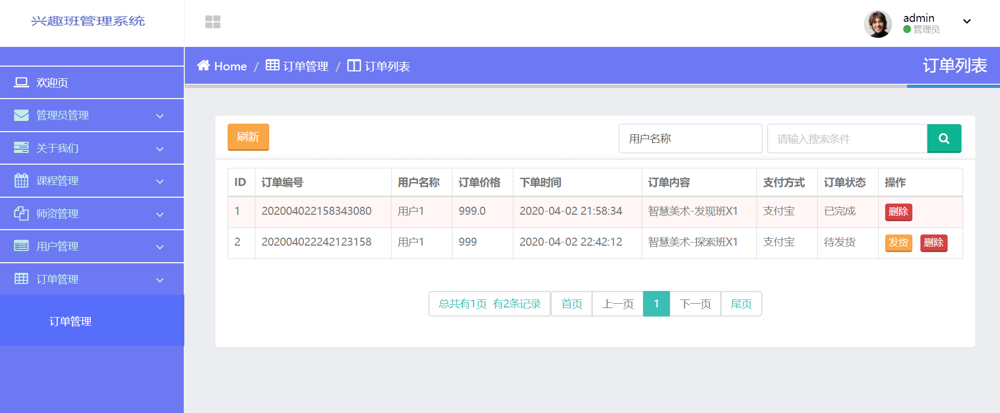 兴趣班管理系统
admin
管理员
Home / 订单管理 / 订单列表
订单列表
欢迎页
管理员管理
关于我们
课程管理
师资管理
用户管理
订单管理
订单管理
刷新
用户名称
请输入搜索条件
ID 订单编号 用户名称 订单价格 下单时间 订单内容 支付方式 订单状态 操作
1 202004022158343080 用户1 999.0 2020-04-02 21:58:34 智慧美术-发现班X1 支付宝 已完成 删除
2 202004022242123158 用户1 999 2020-04-02 22:42:12 智慧美术-探索班X1 支付宝 待发货 发货 删除
总共有1页 有2条记录 首页 上一页 1 下一页 尾页